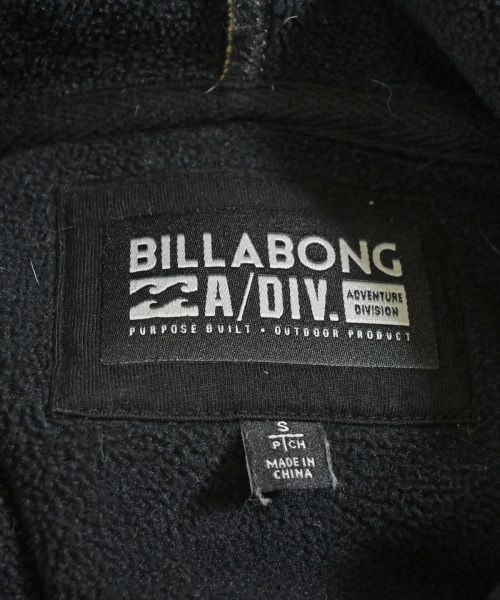 BILLABONG
A/DIV. ADVENTURE DIVISION
PURPOSE BUILT • OUTDOOR PRODUCT
S
P CH
MADE IN
CHINA